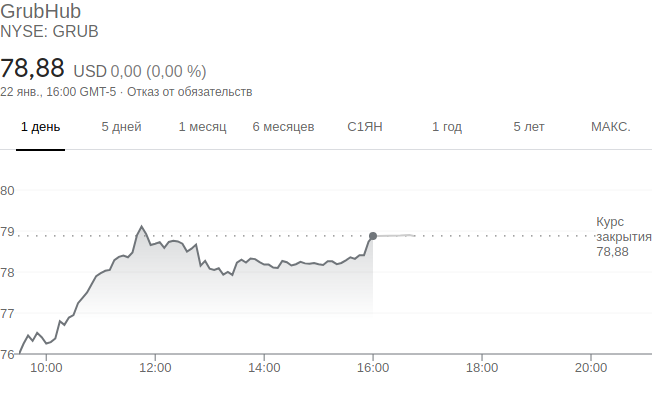 GrubHub
NYSE: GRUB
78,88 USD 0,00 (0,00 %)
22 янв., 16:00 GMT-5 · Отказ от обязательств
1 день 5 дней 1 месяц 6 месяцев С1ЯН 1 год 5 лет МАКС.
80
79
78
77
76
Курс
закрытия
78,88
10:00 12:00 14:00 16:00 18:00 20:00